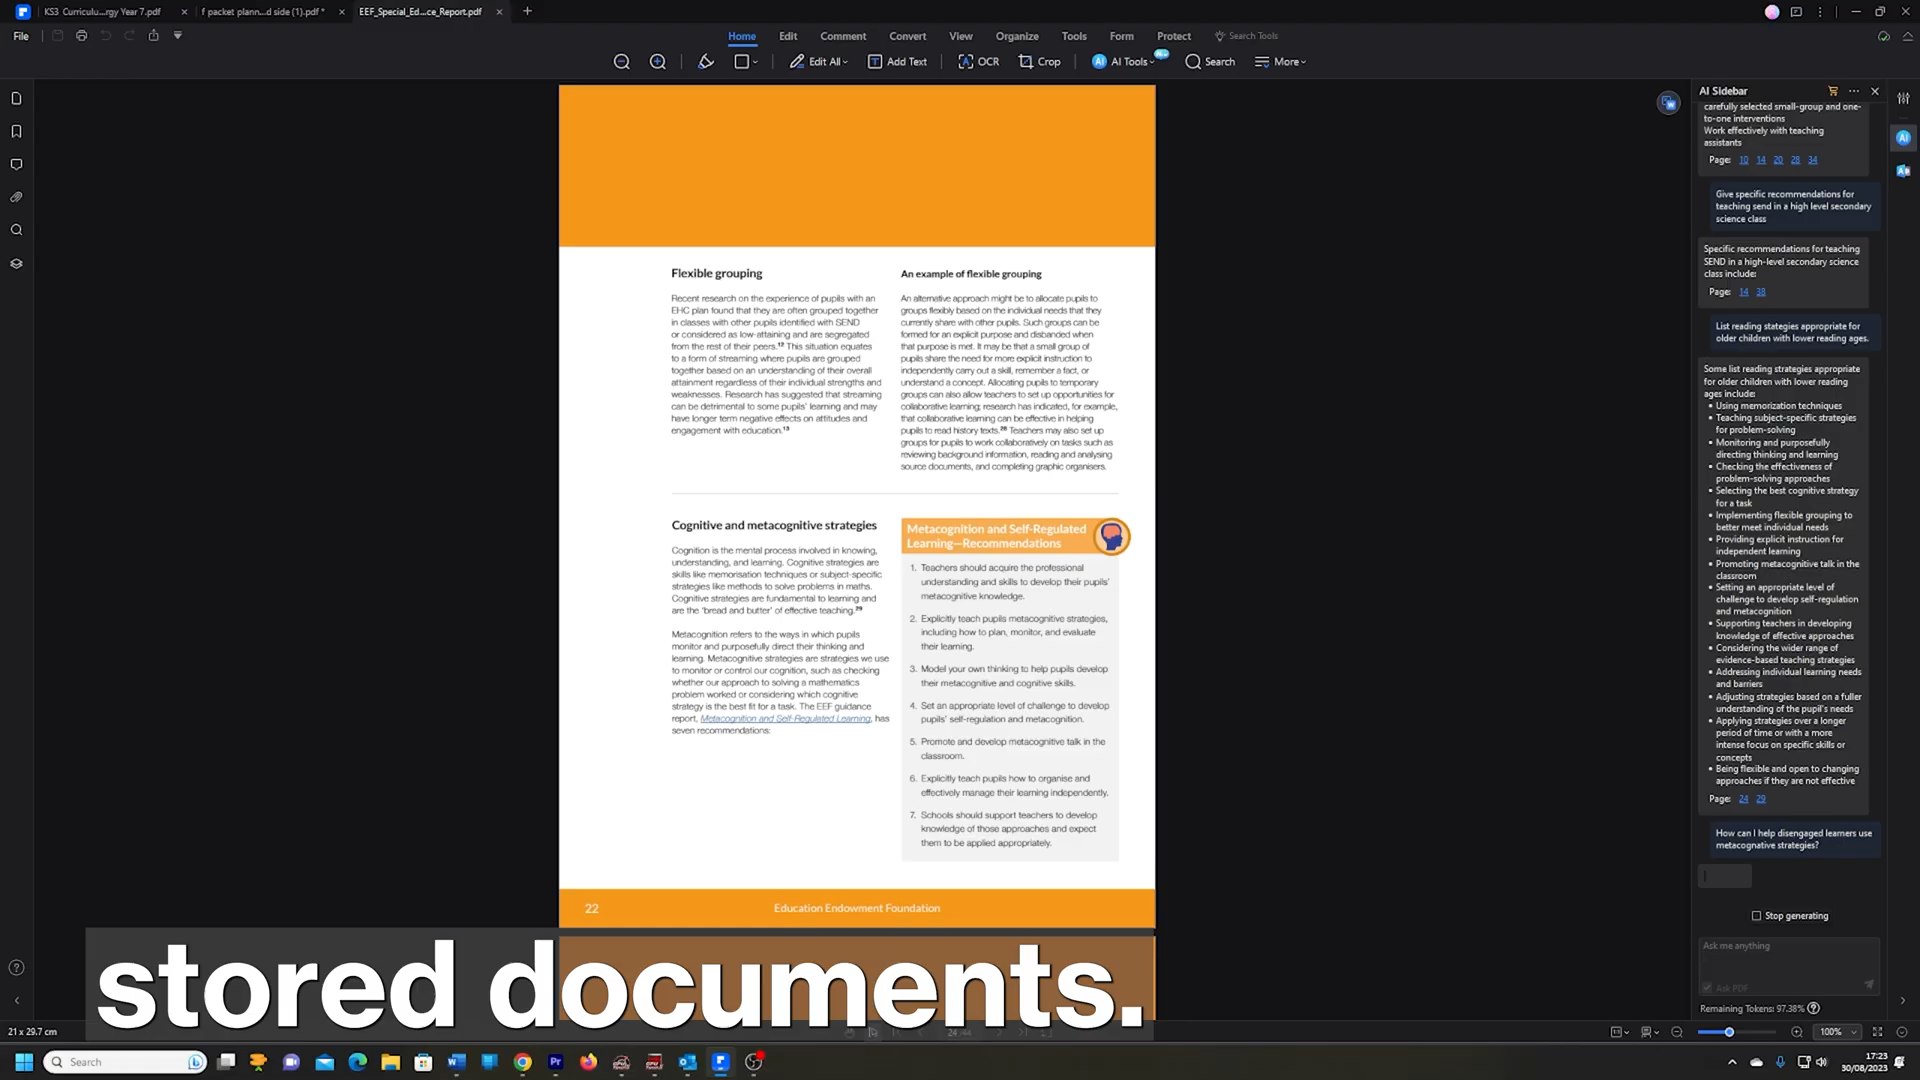 KS3 Curriculu...rgy Year 7.pdf
f packet plann...d side {1}.pdf *
EEF_Special_Ed...ce_Report.pdf
File
Home
Edit
Comment
Convert
View
Organize
Tools
Form
Protect
Search Tools
Edit All
Add Text
OCR
Crop
AI Tools
Search
More
Flexible grouping
Recent research on the experience of pupils with an
EHC plan found that they are often grouped together
in classes with other pupils identified with SEND
or considered as low-attaining and are segregated
from the rest of their peers.12 This situation equates
to a form of streaming where pupils are grouped
together based on an understanding of their overall
attainment regardless of their individual strengths and
weaknesses. Research has suggested that streaming
can be detrimental to some pupils' learning and may
have longer term negative effects on attitudes and
engagement with education.13
An example of flexible grouping
An alternative approach might be to allocate pupils to
groups flexibly based on the individual needs that they
currently share with other pupils. Such groups can be
formed for an explicit purpose and disbanded when
that purpose is met. It may be that a small group of
pupils share the need for more explicit instruction to
independently carry out a skill, remember a fact, or
understand a concept. Allocating pupils to temporary
groups can also allow teachers to set up opportunities for
collaborative learning; research has indicated, for example,
that collaborative learning can be effective in helping
pupils to read history texts.28 Teachers may also set up
groups for pupils to work collaboratively on tasks such as
reviewing background information, reading and analysing
source documents, and completing graphic organisers.
Cognitive and metacognitive strategies
Cognition is the mental process involved in knowing,
understanding, and learning. Cognitive strategies are
skills like memorisation techniques or subject-specific
strategies like methods to solve problems in maths.
Cognitive strategies are fundamental to learning and
are the 'bread and butter' of effective teaching.29
Metacognition refers to the ways in which pupils
monitor and purposefully direct their thinking and
learning. Metacognitive strategies are strategies we use
to monitor or control our cognition, such as checking
whether our approach to solving a mathematics
problem worked or considering which cognitive
strategy is the best fit for a task. The EEF guidance
report, Metacognition and Self-Regulated Learning, has
seven recommendations:
Metacognition and Self-Regulated
Learning—Recommendations
1. Teachers should acquire the professional
understanding and skills to develop their pupils'
metacognitive knowledge.
2. Explicitly teach pupils metacognitive strategies,
including how to plan, monitor, and evaluate
their learning.
3. Model your own thinking to help pupils develop
their metacognitive and cognitive skills.
4. Set an appropriate level of challenge to develop
pupils' self-regulation and metacognition.
5. Promote and develop metacognitive talk in the
classroom.
6. Explicitly teach pupils how to organise and
effectively manage their learning independently.
7. Schools should support teachers to develop
knowledge of those approaches and expect
them to be applied appropriately.
22
Education Endowment Foundation
stored documents.
AI Sidebar
carefully selected small-group and one-
to-one interventions
Work effectively with teaching
assistants
Page: 10 14 20 28 34
Give specific recommendations for
teaching send in a high level secondary
science class
Specific recommendations for teaching
SEND in a high-level secondary science
class include:
Page: 14 38
List reading stategies appropriate for
older children with lower reading ages.
Some list reading strategies appropriate
for older children with lower reading
ages include:
• Using memorization techniques
• Teaching subject-specific strategies
for problem-solving
• Monitoring and purposefully
directing thinking and learning
• Checking the effectiveness of
problem-solving approaches
• Selecting the best cognitive strategy
for a task
• Implementing flexible grouping to
better meet individual needs
• Providing explicit instruction for
independent learning
• Promoting metacognitive talk in the
classroom
• Setting an appropriate level of
challenge to develop self-regulation
and metacognition
• Supporting teachers in developing
knowledge of effective approaches
• Considering the wider range of
evidence-based teaching strategies
• Addressing individual learning needs
and barriers
• Adjusting strategies based on a fuller
understanding of the pupil's needs
• Applying strategies over a longer
period of time or with a more
intense focus on specific skills or
concepts
• Being flexible and open to changing
approaches if they are not effective
Page: 24 29
How can I help disengaged learners use
metacognative strategies?
Stop generating
Ask me anything
Ask PDF
Remaining Tokens: 97.38%
21 x 29.7 cm
100%
Search
17:23
30/08/2023